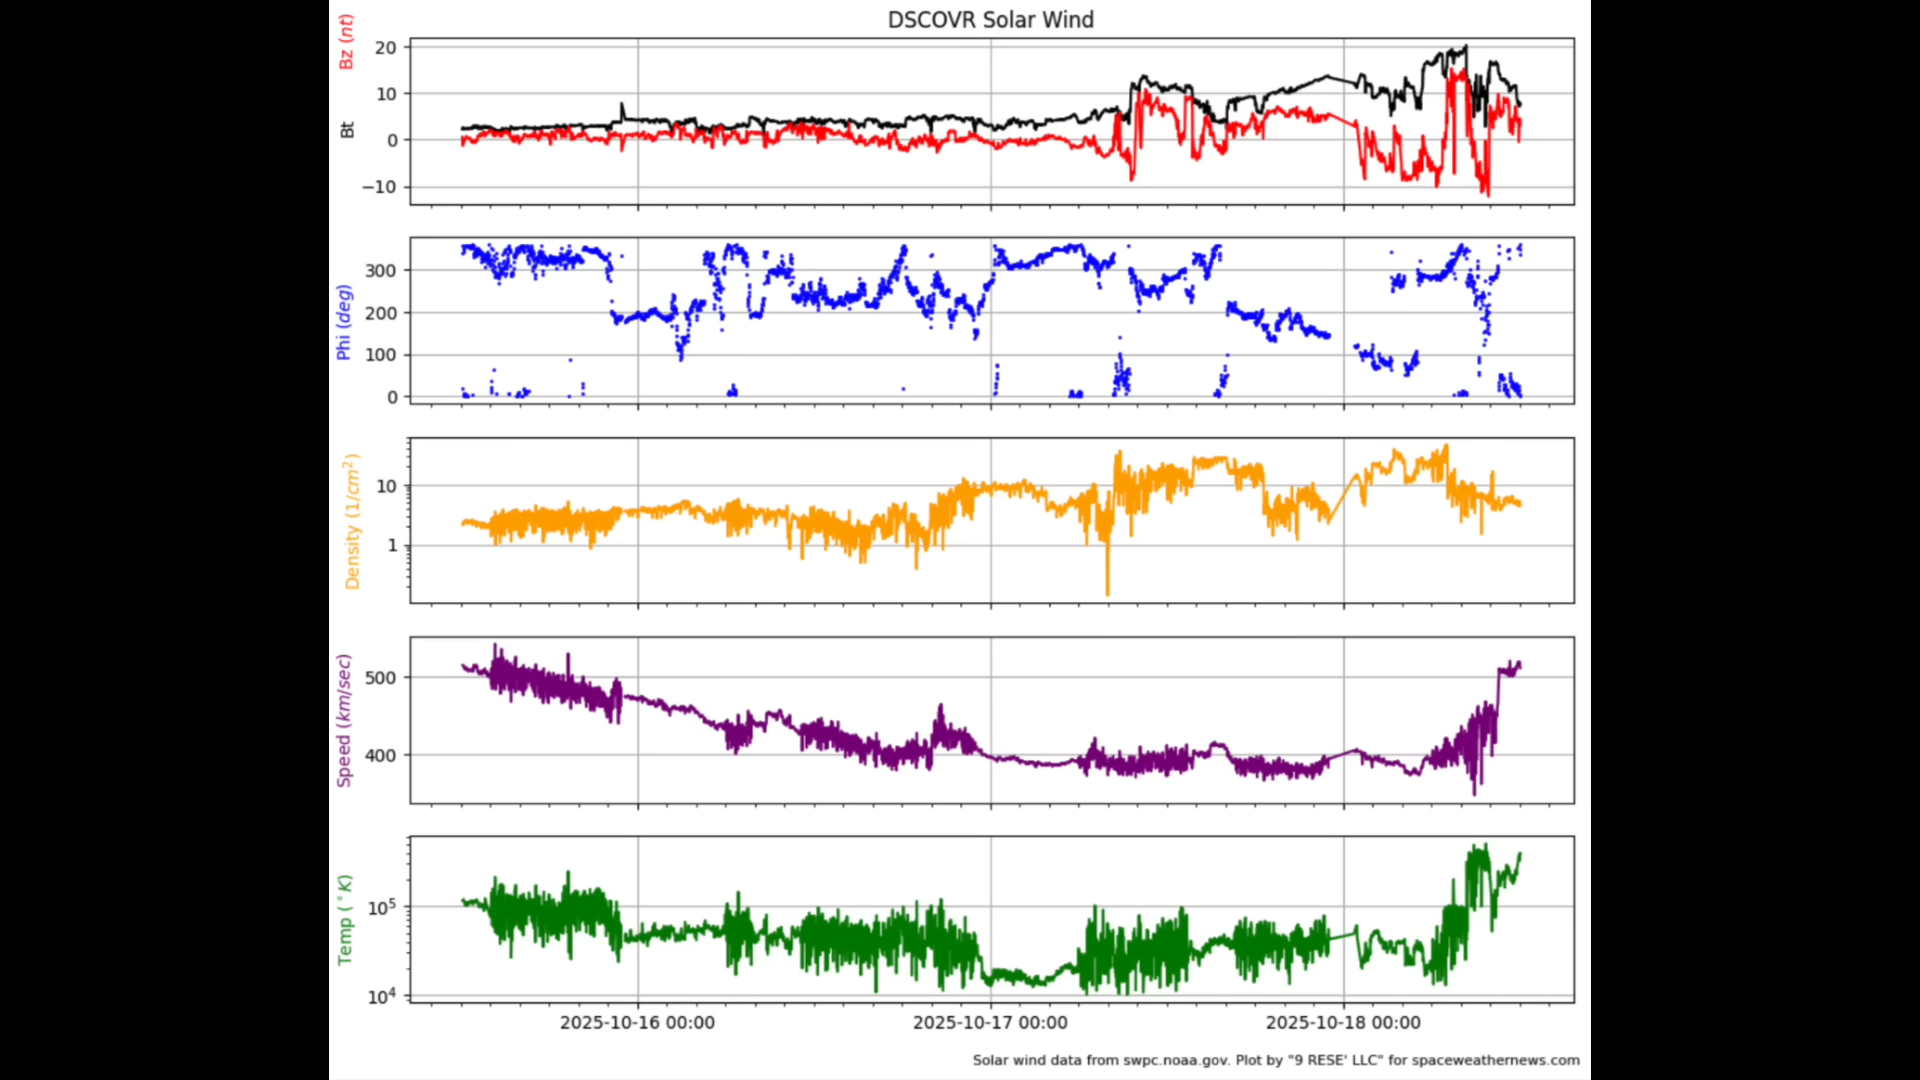 DSCOVR Solar Wind
Bt Bz (nt)
20
10
0
−10
Phi (deg)
300
200
100
0
Density (1/cm²)
10
1
Speed (km/sec)
500
400
Temp (°K)
10⁵
10⁴
2025-10-16 00:00 2025-10-17 00:00 2025-10-18 00:00
Solar wind data from swpc.noaa.gov. Plot by "9 RESE' LLC" for spaceweathernews.com